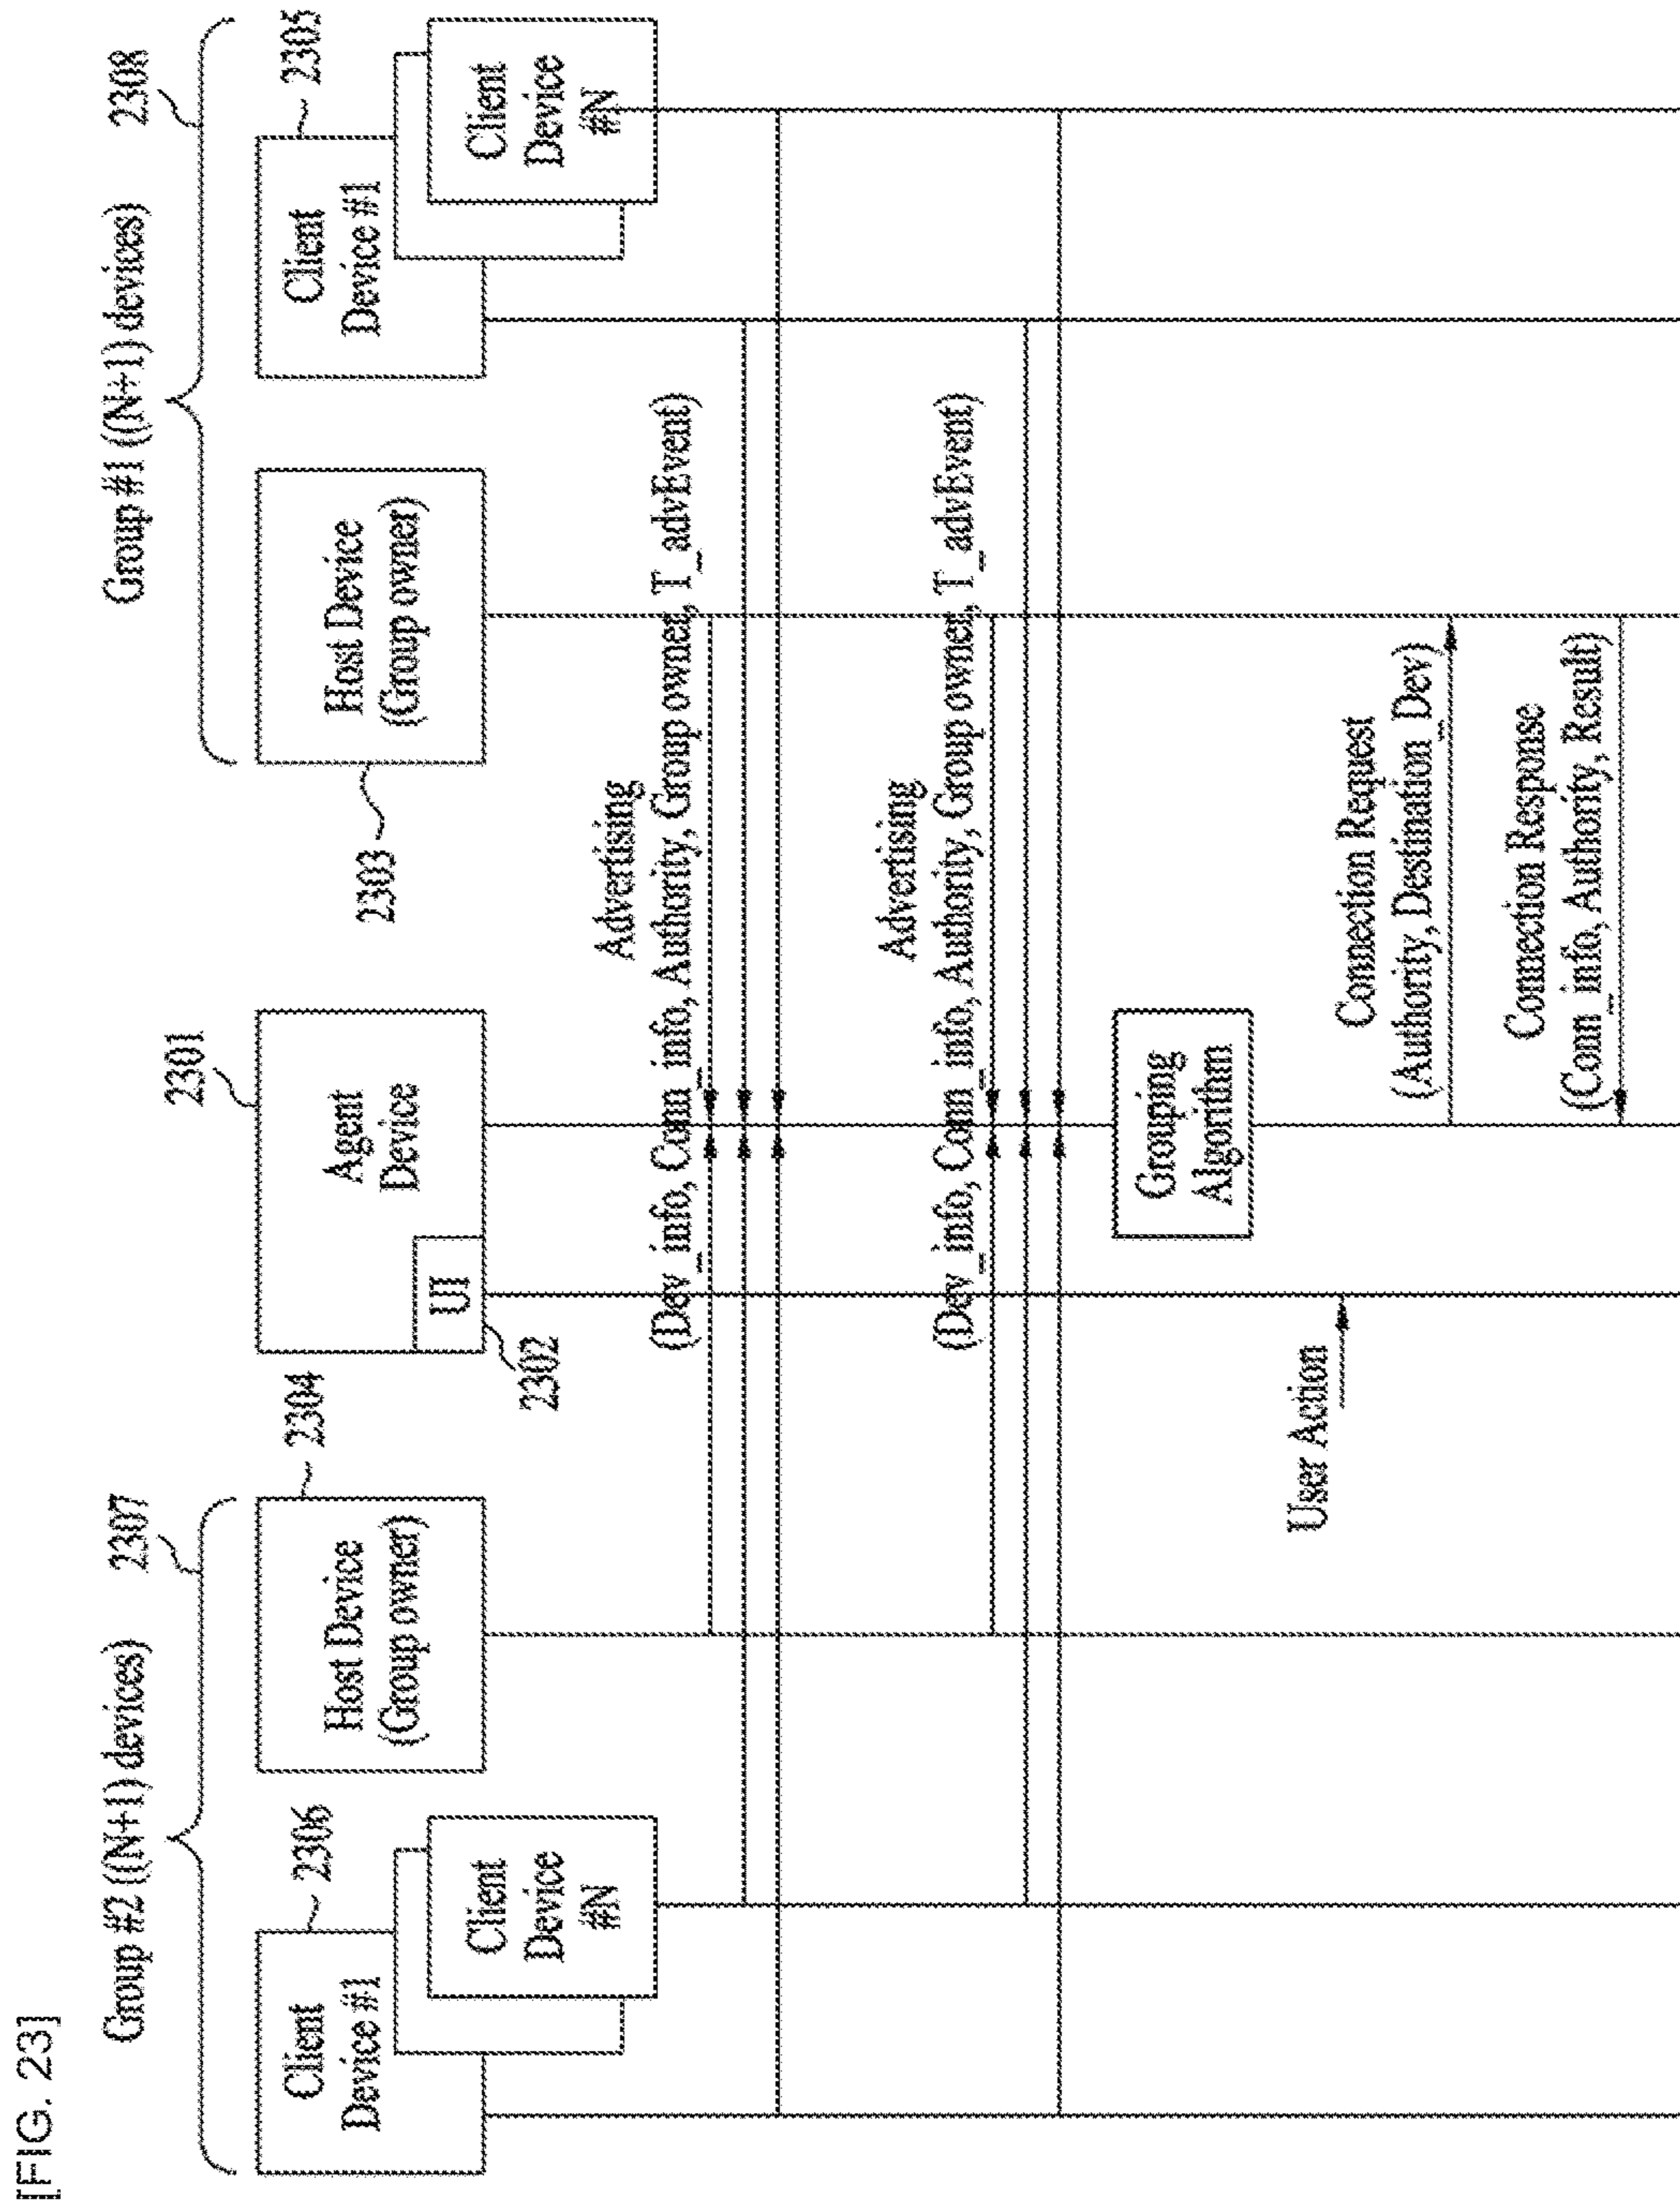 [FIG. 23]
Group #2 ((N+1) devices)
2307
Group #1 ((N+1) devices)
2308
2306
2304
2301
2303
2305
Client
Device #1
Client
Device
#N
Host Device
(Group owner)
Agent
Device
UI
2302
Host Device
(Group owner)
Client
Device #1
Client
Device
#N
Advertising
(Dev_info, Conn_info, Authority, Group owner, T_advEvent)
Advertising
(Dev_info, Conn_info, Authority, Group owner, T_advEvent)
Grouping
Algorithm
User Action
Connection Request
(Authority, Destination_Dev)
Connection Response
(Conn_info, Authority, Result)